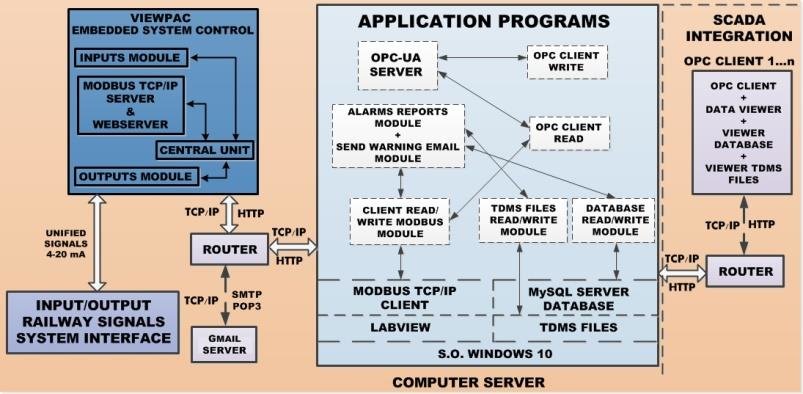 VIEWPAC
EMBEDDED SYSTEM CONTROL
INPUTS MODULE
MODBUS TCP/IP
SERVER
&
WEBSERVER
CENTRAL UNIT
OUTPUTS MODULE
UNIFIED
SIGNALS
4-20 mA
TCP/IP
HTTP
ROUTER
TCP/IP
HTTP
TCP/IP
SMTP
POP3
GMAIL
SERVER
INPUT/OUTPUT
RAILWAY SIGNALS
SYSTEM INTERFACE
APPLICATION PROGRAMS
OPC-UA
SERVER
OPC CLIENT
WRITE
ALARMS REPORTS
MODULE
+
SEND WARNING EMAIL
MODULE
OPC CLIENT
READ
CLIENT READ/
WRITE MODBUS
MODULE
TDMS FILES
READ/WRITE
MODULE
DATABASE
READ/WRITE
MODULE
MODBUS TCP/IP
CLIENT
MySQL SERVER
DATABASE
LABVIEW
TDMS FILES
S.O. WINDOWS 10
COMPUTER SERVER
SCADA
INTEGRATION
OPC CLIENT 1...n
OPC CLIENT
+
DATA VIEWER
+
VIEWER
DATABASE
+
VIEWER TDMS
FILES
TCP/IP
HTTP
TCP/IP
HTTP
ROUTER